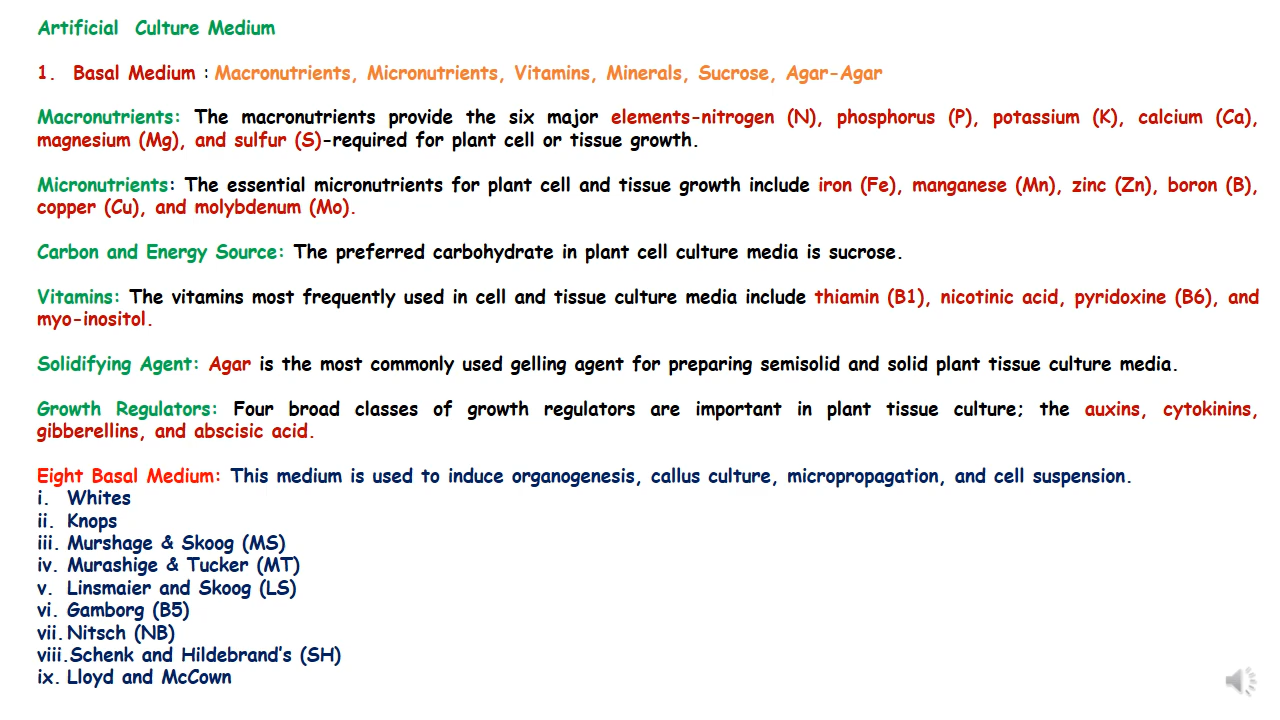 Artificial Culture Medium
1. Basal Medium : Macronutrients, Micronutrients, Vitamins, Minerals, Sucrose, Agar-Agar
Macronutrients: The macronutrients provide the six major elements-nitrogen (N), phosphorus (P), potassium (K), calcium (Ca),
magnesium (Mg), and sulfur (S)-required for plant cell or tissue growth.
Micronutrients: The essential micronutrients for plant cell and tissue growth include iron (Fe), manganese (Mn), zinc (Zn), boron (B),
copper (Cu), and molybdenum (Mo).
Carbon and Energy Source: The preferred carbohydrate in plant cell culture media is sucrose.
Vitamins: The vitamins most frequently used in cell and tissue culture media include thiamin (B1), nicotinic acid, pyridoxine (B6), and
myo-inositol.
Solidifying Agent: Agar is the most commonly used gelling agent for preparing semisolid and solid plant tissue culture media.
Growth Regulators: Four broad classes of growth regulators are important in plant tissue culture; the auxins, cytokinins,
gibberellins, and abscisic acid.
Eight Basal Medium: This medium is used to induce organogenesis, callus culture, micropropagation, and cell suspension.
i. Whites
ii. Knops
iii. Murshage & Skoog (MS)
iv. Murashige & Tucker (MT)
v. Linsmaier and Skoog (LS)
vi. Gamborg (B5)
vii. Nitsch (NB)
viii.Schenk and Hildebrand's (SH)
ix. Lloyd and McCown